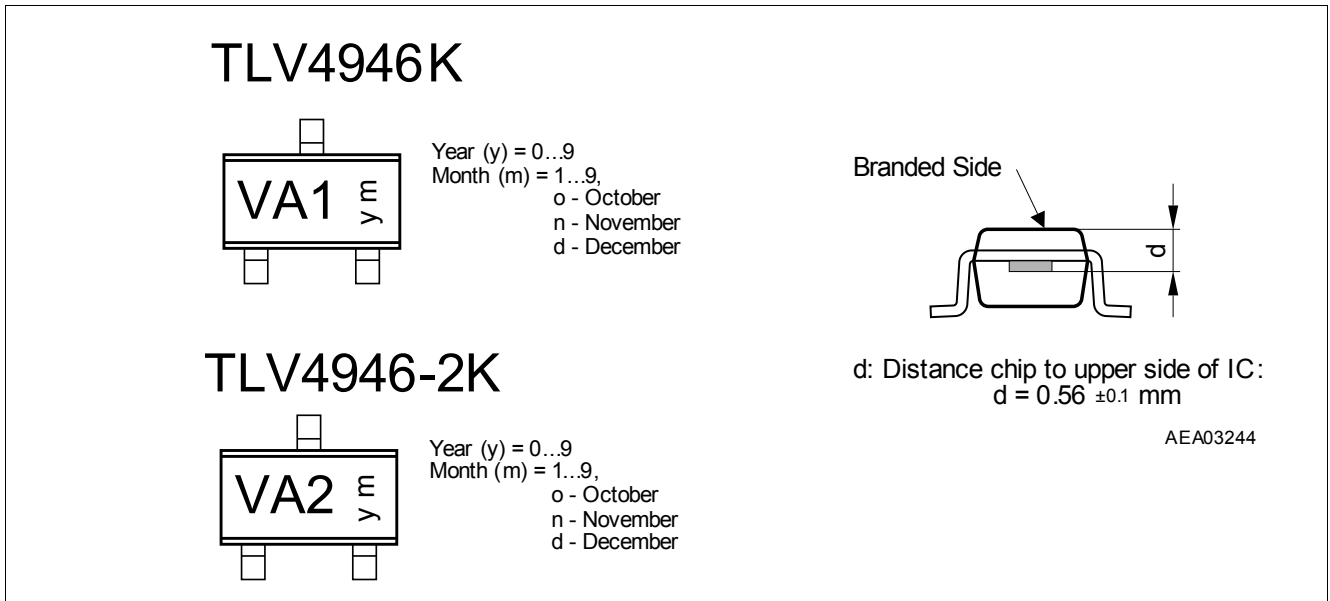 TLV4946K
VA1
y m
Year (y) = 0...9
Month (m) = 1...9,
o - October
n - November
d - December
TLV4946-2K
VA2
y m
Year (y) = 0...9
Month (m) = 1...9,
o - October
n - November
d - December
Branded Side
d
d: Distance chip to upper side of IC:
d = 0.56 ±0.1 mm
AEA03244